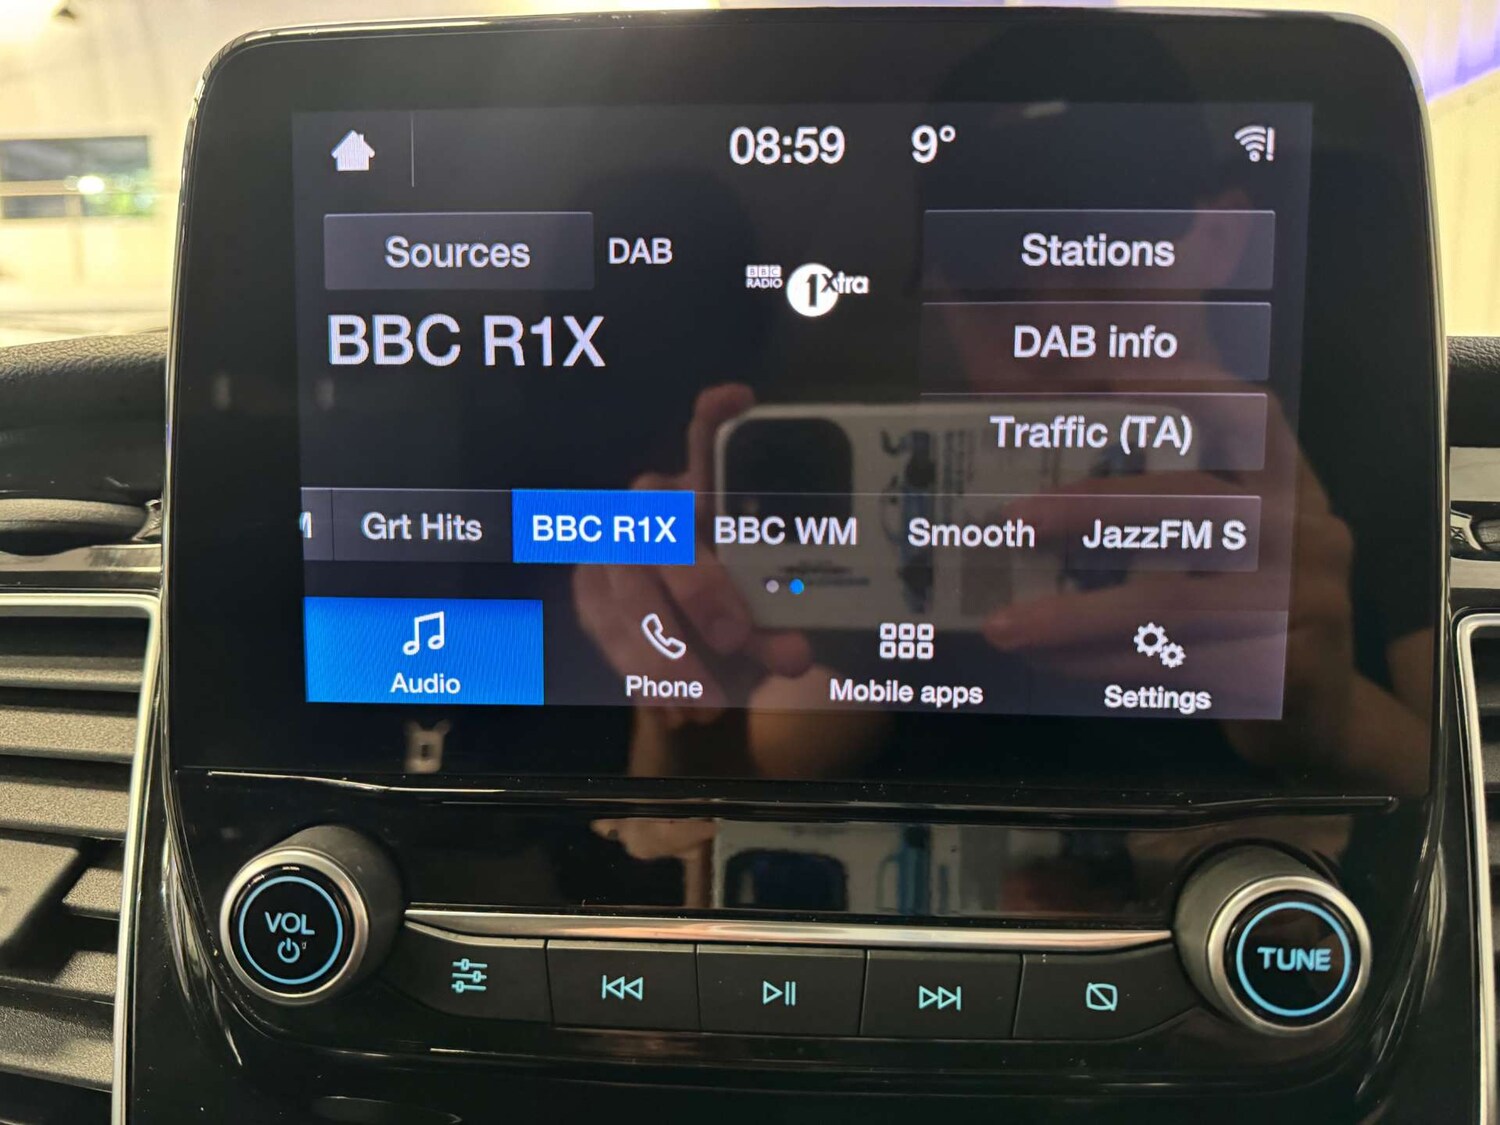 08:59 9°
Sources DAB
BBC RADIO 1Xtra
Stations
BBC R1X
DAB info
Traffic (TA)
Grt Hits BBC R1X BBC WM Smooth JazzFM S
Audio Phone Mobile apps Settings
VOL
TUNE